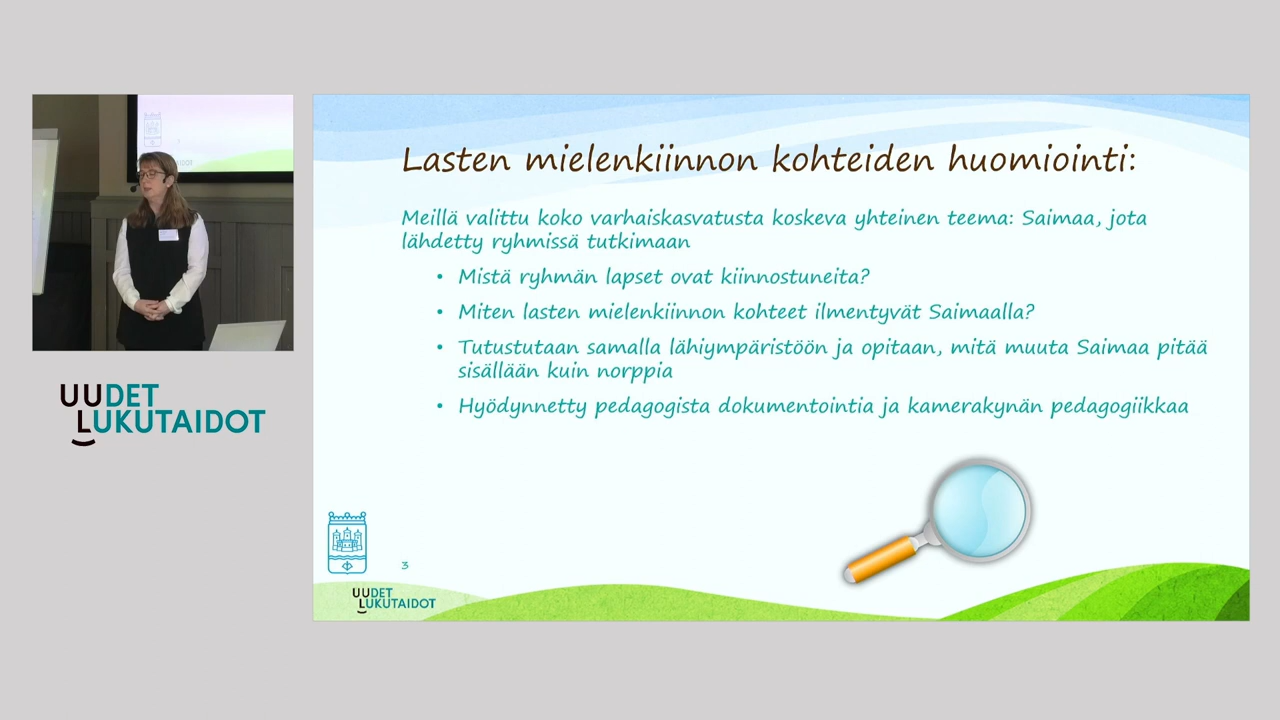 Lasten mielenkiinnon kohteiden huomiointi:
Meillä valittu koko varhaiskasvatusta koskeva yhteinen teema: Saimaa, jota
lähdetty ryhmissä tutkimaan
• Mistä ryhmän lapset ovat kiinnostuneita?
• Miten lasten mielenkiinnon kohteet ilmentyvät Saimaalla?
• Tutustutaan samalla lähiympäristöön ja opitaan, mitä muuta Saimaa pitää
sisällään kuin norppia
• Hyödynnetty pedagogista dokumentointia ja kamerakynän pedagogiikkaa
3
UUDET
LUKUTAIDOT
UUDET
LUKUTAIDOT